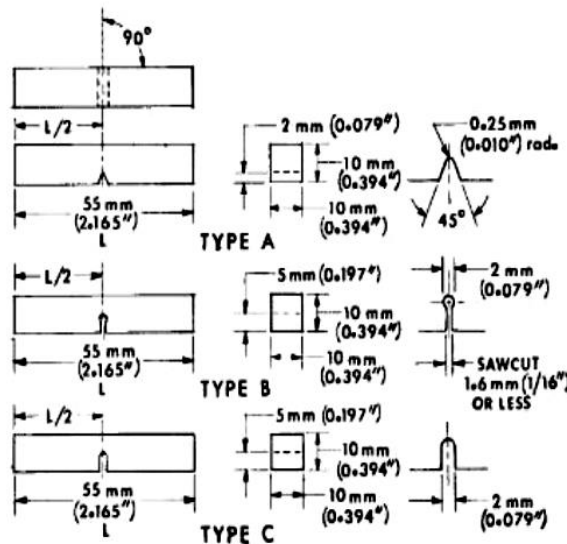 90°
L/2
2 mm (0.079")
0.25 mm
(0.010") rad.
10 mm
(0.394")
55 mm
(2.165")
L
10 mm
(0.394")
45°
TYPE A
L/2
5 mm (0.197")
2 mm
(0.079")
10 mm
(0.394")
55 mm
(2.165")
L
10 mm
(0.394")
SAWCUT
1.6 mm (1/16")
OR LESS
TYPE B
L/2
5 mm (0.197")
10 mm
(0.394")
55 mm
(2.165")
L
10 mm
(0.394")
2 mm
(0.079")
TYPE C